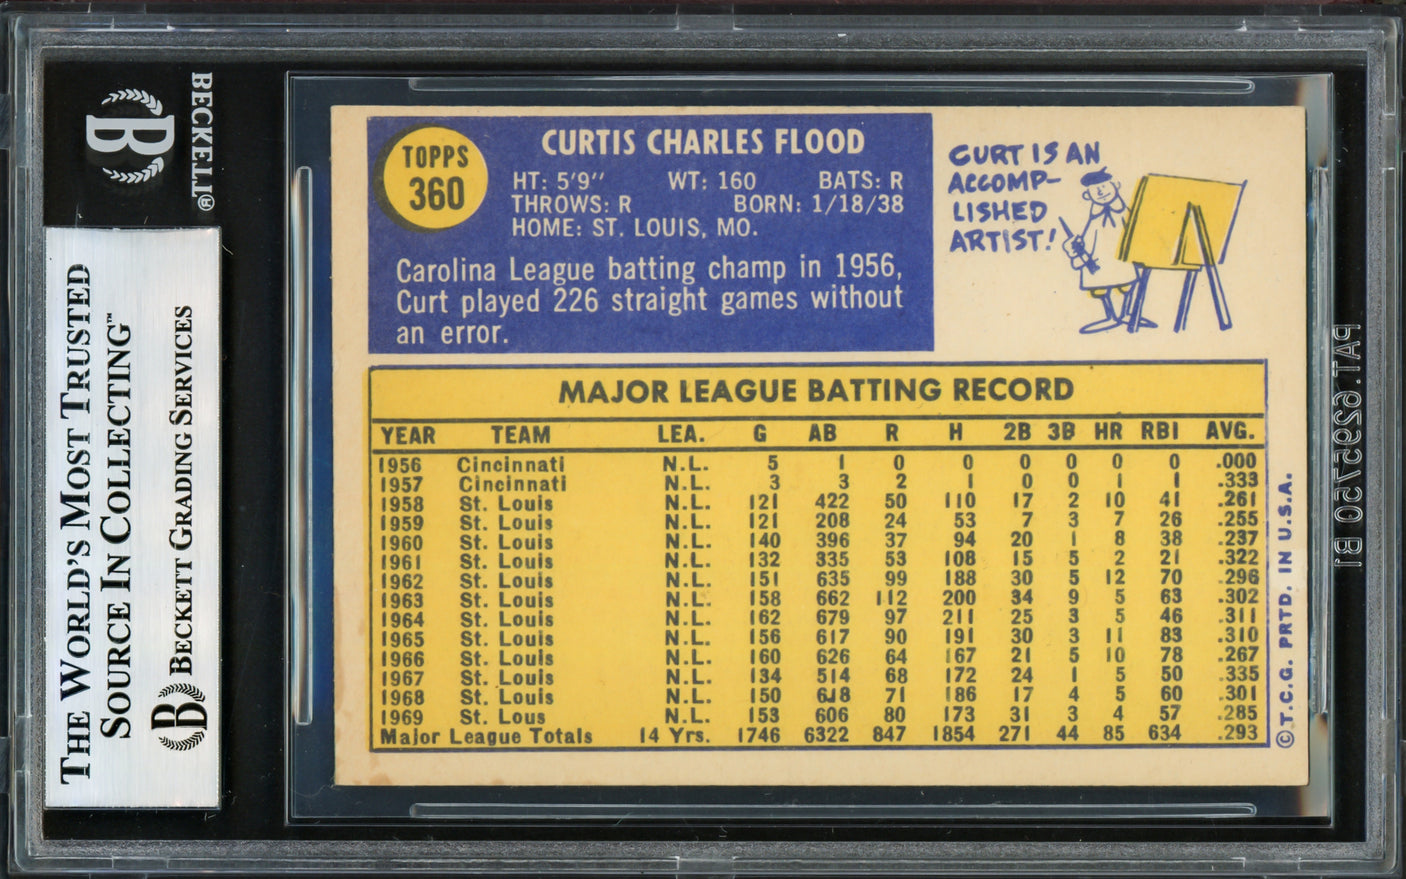 BECKETT®
THE WORLD'S MOST TRUSTED
SOURCE IN COLLECTING™
BECKETT GRADING SERVICES
TOPPS
360
CURTIS CHARLES FLOOD
HT: 5'9" WT: 160 BATS: R
THROWS: R BORN: 1/18/38
HOME: ST. LOUIS, MO.
Carolina League batting champ in 1956,
Curt played 226 straight games without
an error.
CURT IS AN
ACCOMP-
LISHED
ARTIST!
MAJOR LEAGUE BATTING RECORD
YEAR TEAM LEA. G AB R H 2B 3B HR RBI AVG.
1956 Cincinnati N.L. 5 1 0 0 0 0 0 0 .000
1957 Cincinnati N.L. 3 3 2 1 0 0 1 1 .333
1958 St. Louis N.L. 121 422 50 110 17 2 10 41 .261
1959 St. Louis N.L. 121 208 24 53 7 3 7 26 .255
1960 St. Louis N.L. 140 396 37 94 20 1 8 38 .237
1961 St. Louis N.L. 132 335 53 108 15 5 2 21 .322
1962 St. Louis N.L. 151 635 99 188 30 5 12 70 .296
1963 St. Louis N.L. 158 662 112 200 34 9 5 63 .302
1964 St. Louis N.L. 162 679 97 211 25 3 5 46 .311
1965 St. Louis N.L. 156 617 90 191 30 3 11 83 .310
1966 St. Louis N.L. 160 626 64 167 21 5 10 78 .267
1967 St. Louis N.L. 134 514 68 172 24 1 5 50 .335
1968 St. Louis N.L. 150 618 71 186 17 4 5 60 .301
1969 St. Lous N.L. 153 606 80 173 31 3 4 57 .285
Major League Totals 14 Yrs. 1746 6322 847 1854 271 44 85 634 .293
©T.C.G. PRTD. IN U.S.A.
PAT. 6295750 B1